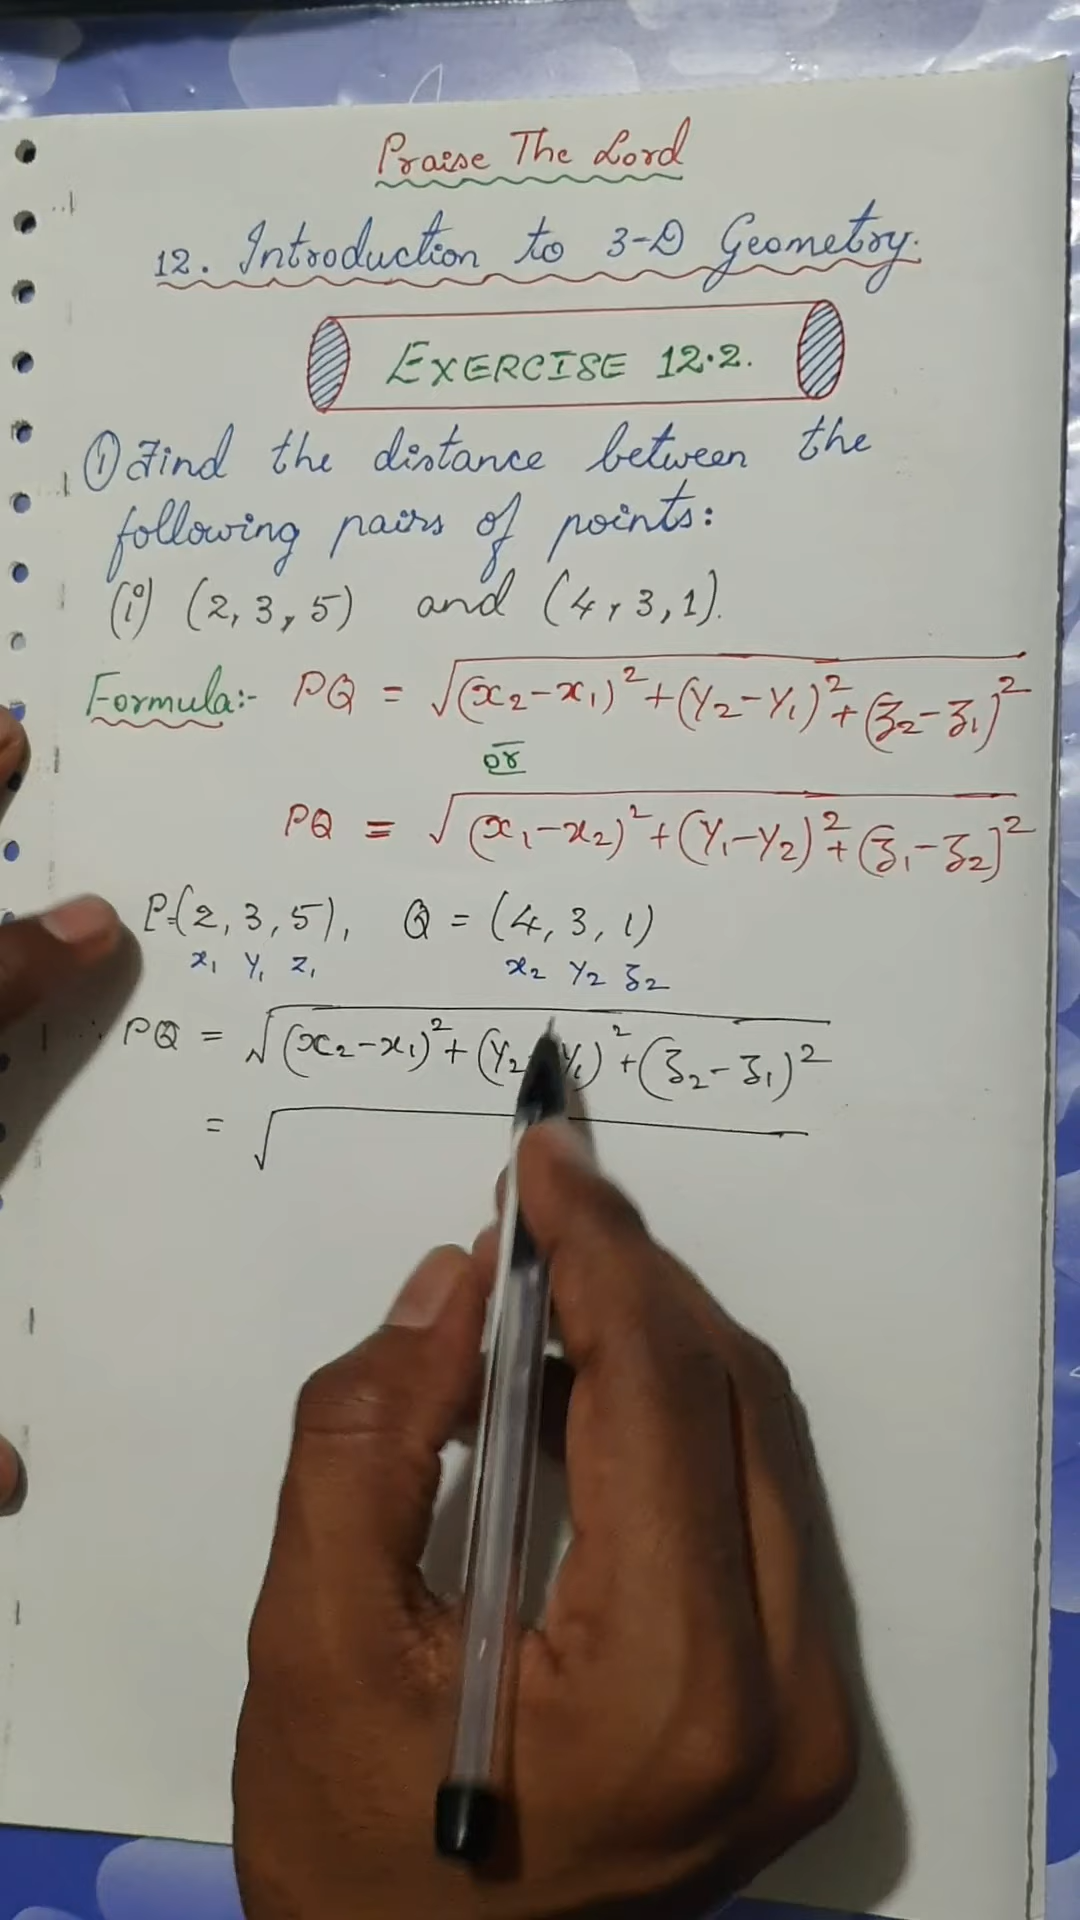 Praise The Lord
12. Introduction to 3-D Geometry.
EXERCISE 12.2.
① Find the distance between the
following pairs of points:
(i) (2, 3, 5) and (4, 3, 1).
Formula:- PQ = √(x₂-x₁)²+(y₂-y₁)²+(z₂-z₁)²
or
PQ = √(x₁-x₂)²+(y₁-y₂)²+(z₁-z₂)²
P=(2, 3, 5), Q = (4, 3, 1)
x₁ y₁ z₁ x₂ y₂ z₂
∴ PQ = √(x₂-x₁)²+(y₂-y₁)²+(z₂-z₁)²
= √